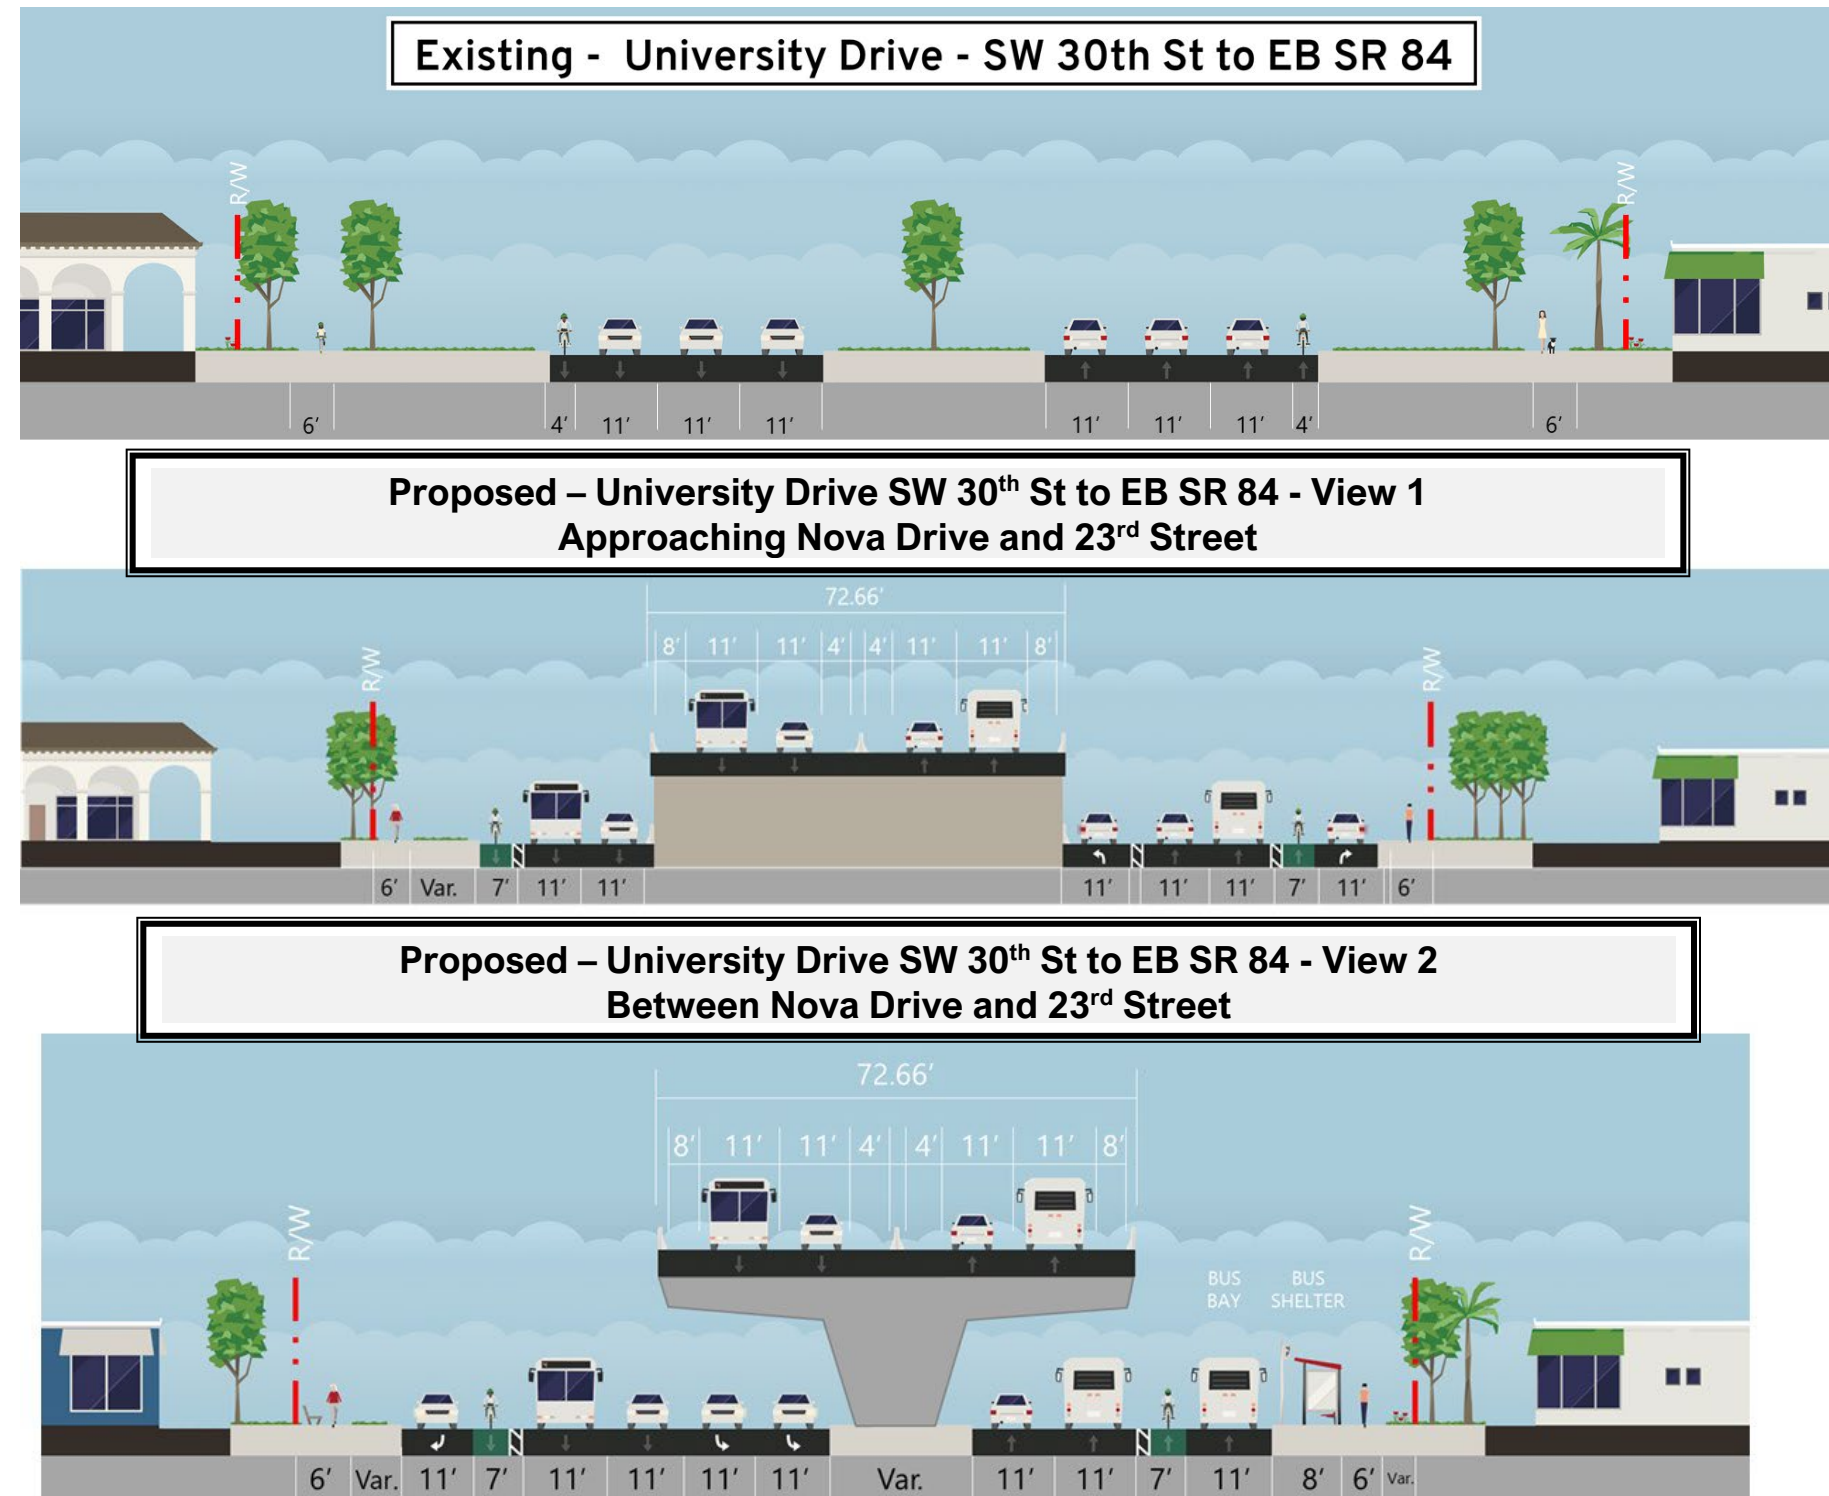 Existing - University Drive - SW 30th St to EB SR 84
R/W
R/W
6' 4' 11' 11' 11' 11' 11' 11' 4' 6'
Proposed – University Drive SW 30th St to EB SR 84 - View 1
Approaching Nova Drive and 23rd Street
72.66'
8' 11' 11' 4' 4' 11' 11' 8'
R/W
R/W
6' Var. 7' 11' 11' 11' 11' 11' 7' 11' 6'
Proposed – University Drive SW 30th St to EB SR 84 - View 2
Between Nova Drive and 23rd Street
72.66'
8' 11' 11' 4' 4' 11' 11' 8'
R/W
R/W
BUS
BAY
BUS
SHELTER
6' Var. 11' 7' 11' 11' 11' 11' Var. 11' 11' 7' 11' 8' 6' Var.